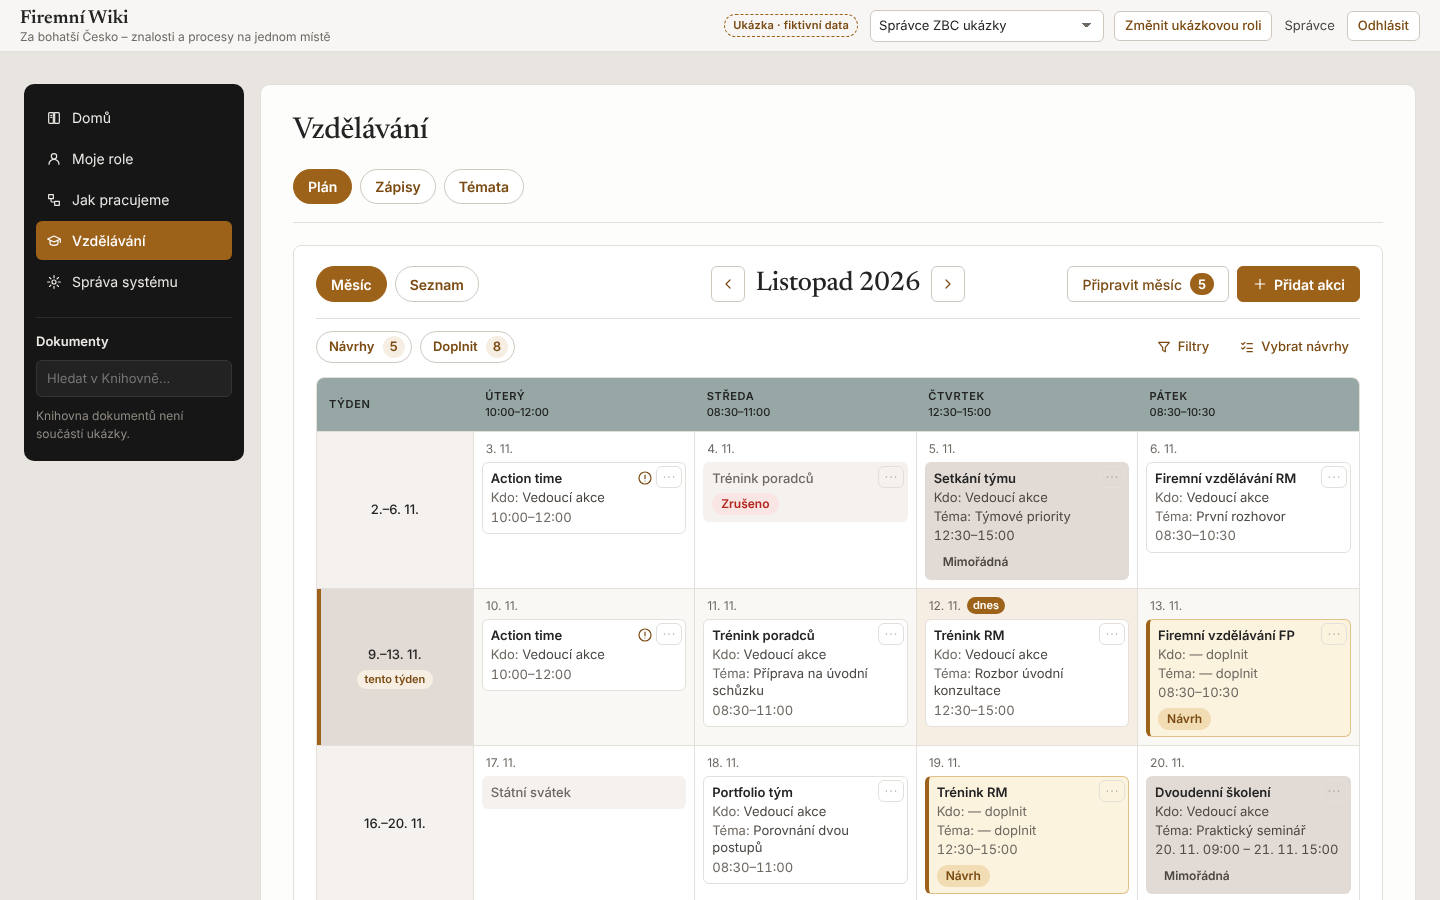 Firemní Wiki
Za bohatší Česko – znalosti a procesy na jednom místě
Ukázka · fiktivní data
Správce ZBC ukázky
Změnit ukázkovou roli
Správce
Odhlásit
Domů
Moje role
Jak pracujeme
Vzdělávání
Správa systému
Dokumenty
Hledat v Knihovně...
Knihovna dokumentů není
součástí ukázky.
Vzdělávání
Plán
Zápisy
Témata
Měsíc
Seznam
Listopad 2026
Připravit měsíc 5
+ Přidat akci
Návrhy 5
Doplnit 8
Filtry
Vybrat návrhy
TÝDEN
ÚTERÝ
10:00–12:00
STŘEDA
08:30–11:00
ČTVRTEK
12:30–15:00
PÁTEK
08:30–10:30
2.–6. 11.
3. 11.
Action time
Kdo: Vedoucí akce
10:00–12:00
4. 11.
Trénink poradců
Zrušeno
5. 11.
Setkání týmu
Kdo: Vedoucí akce
Téma: Týmové priority
12:30–15:00
Mimořádná
6. 11.
Firemní vzdělávání RM
Kdo: Vedoucí akce
Téma: První rozhovor
08:30–10:30
9.–13. 11.
tento týden
10. 11.
Action time
Kdo: Vedoucí akce
10:00–12:00
11. 11.
Trénink poradců
Kdo: Vedoucí akce
Téma: Příprava na úvodní
schůzku
08:30–11:00
12. 11. dnes
Trénink RM
Kdo: Vedoucí akce
Téma: Rozbor úvodní
konzultace
12:30–15:00
13. 11.
Firemní vzdělávání FP
Kdo: — doplnit
Téma: — doplnit
08:30–10:30
Návrh
16.–20. 11.
17. 11.
Státní svátek
18. 11.
Portfolio tým
Kdo: Vedoucí akce
Téma: Porovnání dvou
postupů
08:30–11:00
19. 11.
Trénink RM
Kdo: — doplnit
Téma: — doplnit
12:30–15:00
Návrh
20. 11.
Dvoudenní školení
Kdo: Vedoucí akce
Téma: Praktický seminář
20. 11. 09:00 – 21. 11. 15:00
Mimořádná